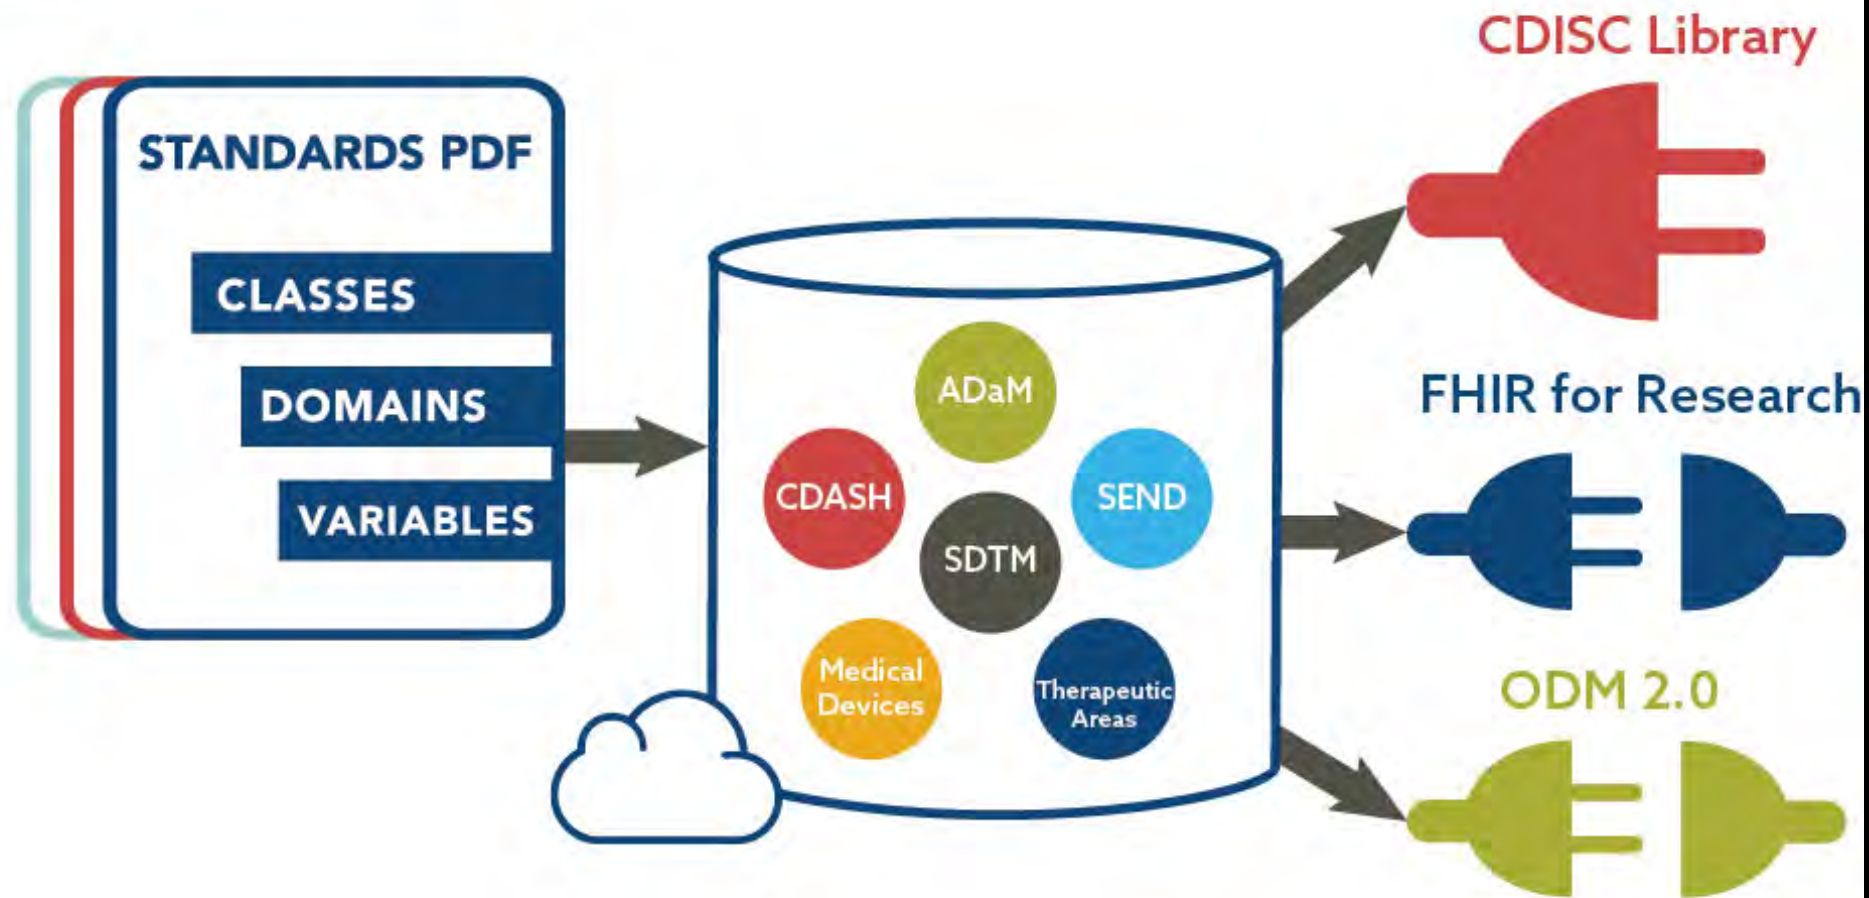 STANDARDS PDF
CLASSES
DOMAINS
VARIABLES
ADaM
CDASH
SEND
SDTM
Medical
Devices
Therapeutic
Areas
CDISC Library
FHIR for Research
ODM 2.0